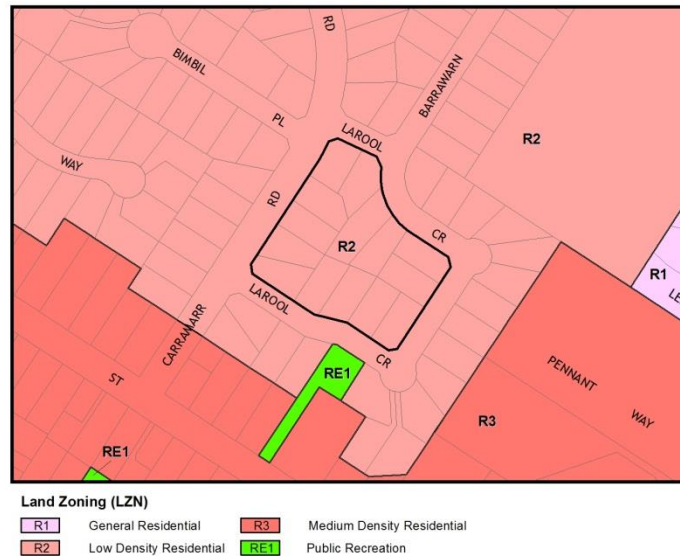 RD
BIMBIL
PL
BARRAWARN
LAROOL
R2
WAY
RD
R2
CR
R1
LE
LAROOL
CARRAMARR
CR
PENNANT
WAY
ST
RE1
R3
RE1
Land Zoning (LZN)
R1 General Residential R3 Medium Density Residential
R2 Low Density Residential RE1 Public Recreation